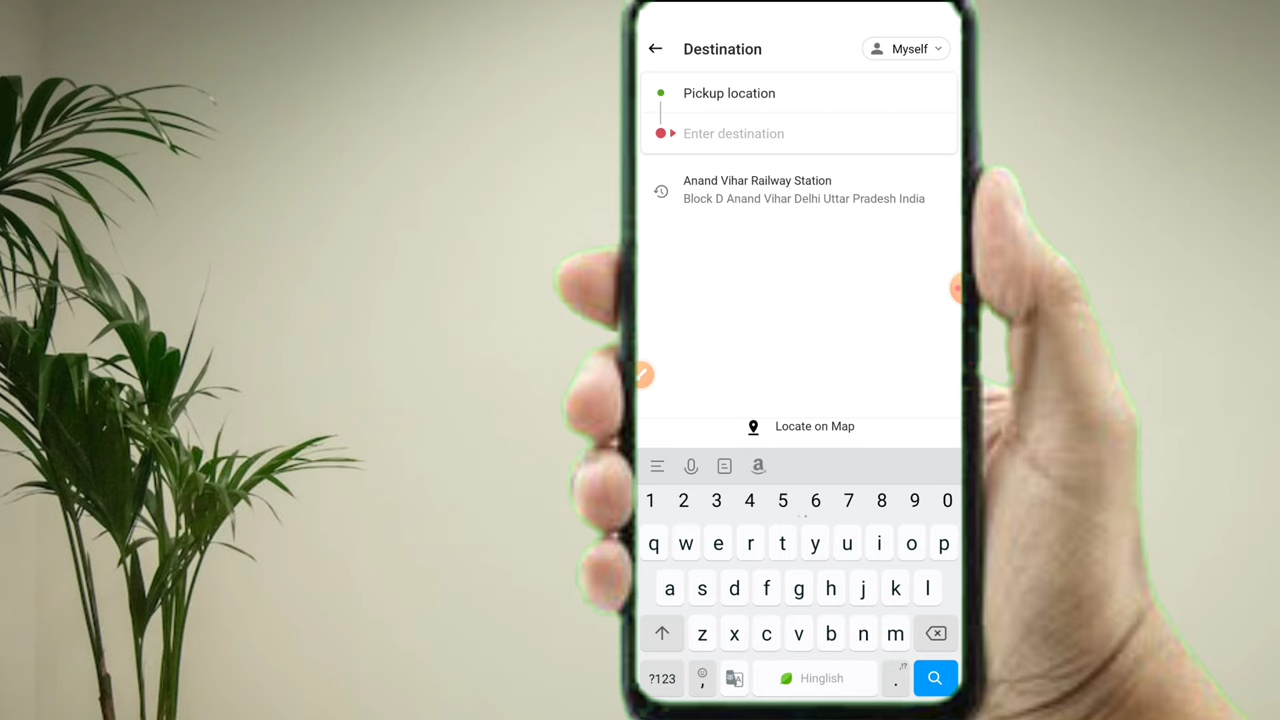 Destination
Myself
Pickup location
Enter destination
Anand Vihar Railway Station
Block D Anand Vihar Delhi Uttar Pradesh India
Locate on Map
a
1 2 3 4 5 6 7 8 9 0
q w e r t y u i o p
a s d f g h j k l
z x c v b n m
?123 , Hinglish . ,!?